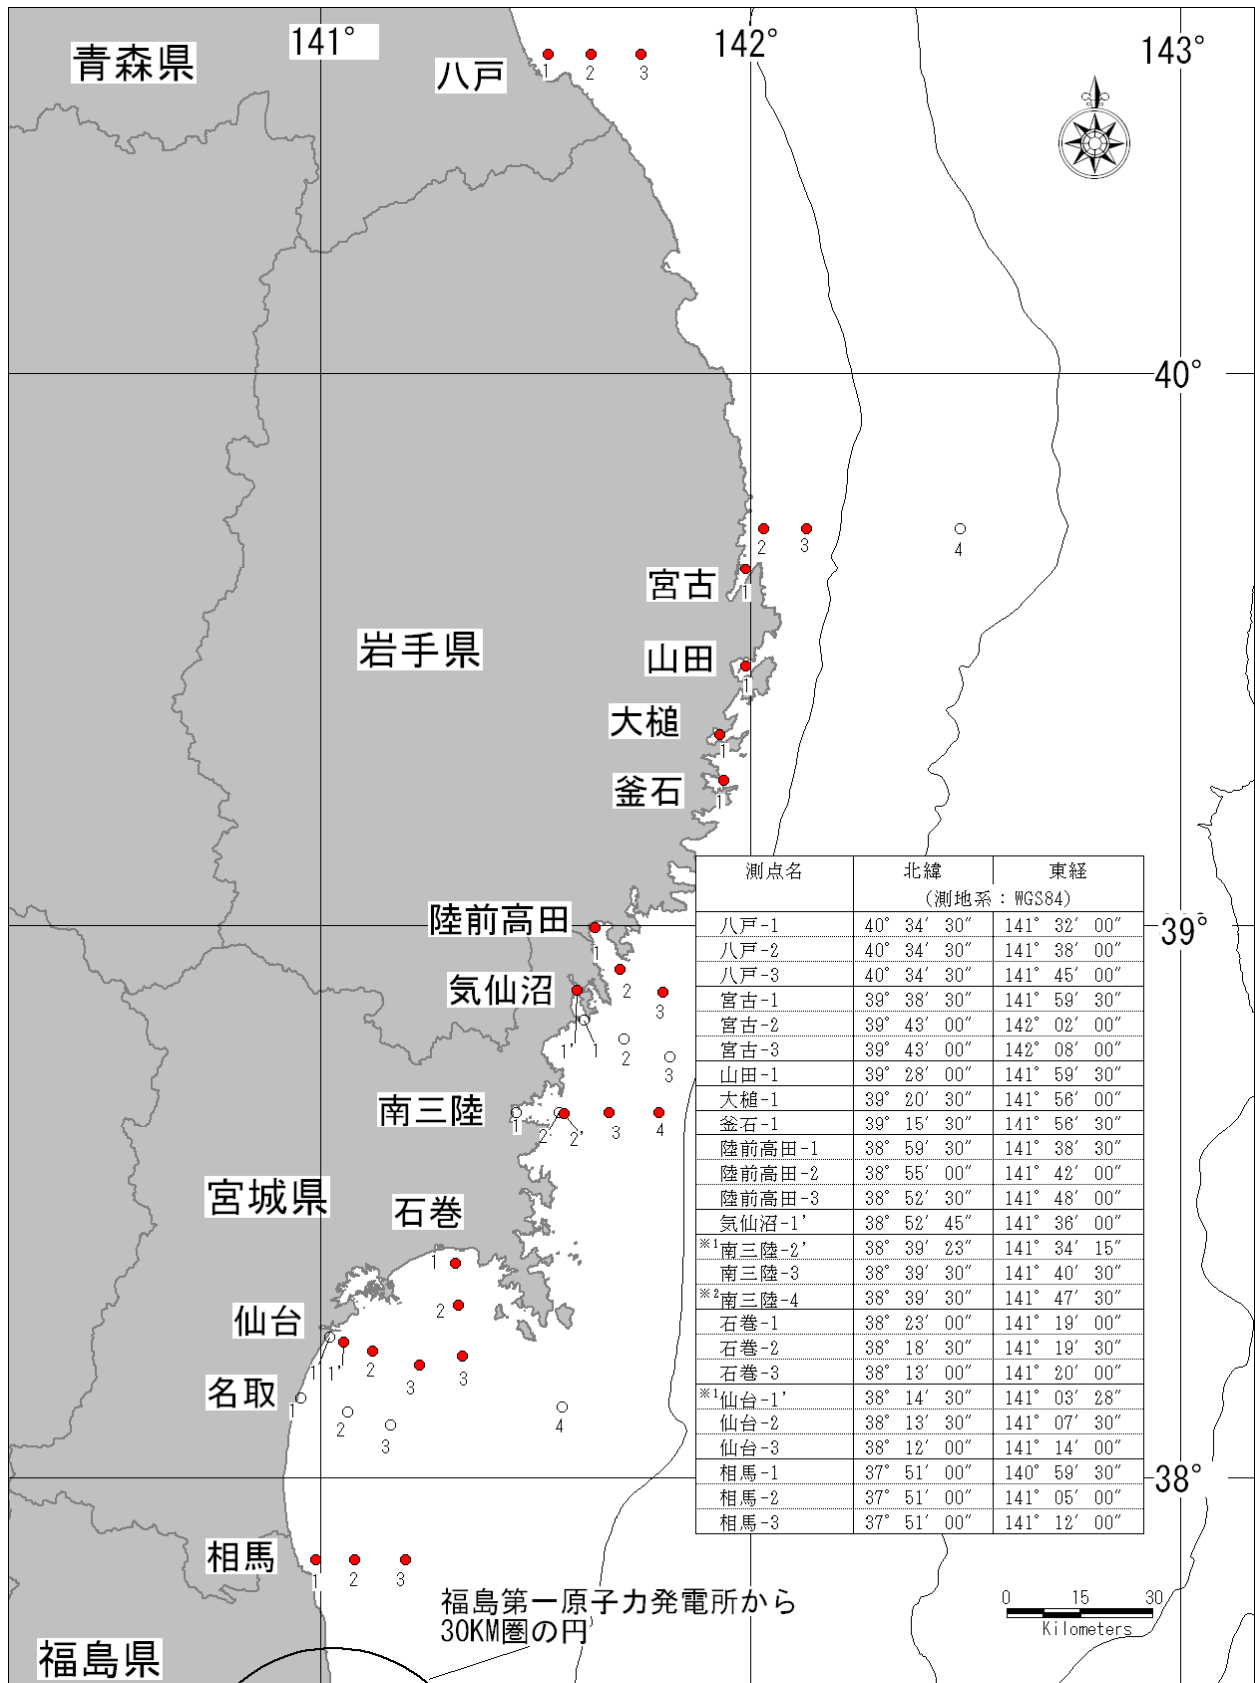 141°
142°
143°
青森県
八戸
1 2 3
40°
2 3 4
宮古
1
岩手県
山田
1
大槌
1
釜石
1
測点名 北緯 東経
(測地系：WGS84)
八戸-1 40° 34′ 30″ 141° 32′ 00″
八戸-2 40° 34′ 30″ 141° 38′ 00″
八戸-3 40° 34′ 30″ 141° 45′ 00″
宮古-1 39° 38′ 30″ 141° 59′ 30″
宮古-2 39° 43′ 00″ 142° 02′ 00″
宮古-3 39° 43′ 00″ 142° 08′ 00″
山田-1 39° 28′ 00″ 141° 59′ 30″
大槌-1 39° 20′ 30″ 141° 56′ 00″
釜石-1 39° 15′ 30″ 141° 56′ 30″
陸前高田-1 38° 59′ 30″ 141° 38′ 30″
陸前高田-2 38° 55′ 00″ 141° 42′ 00″
陸前高田-3 38° 52′ 30″ 141° 48′ 00″
気仙沼-1' 38° 52′ 45″ 141° 36′ 00″
※1南三陸-2' 38° 39′ 23″ 141° 34′ 15″
南三陸-3 38° 39′ 30″ 141° 40′ 30″
※2南三陸-4 38° 39′ 30″ 141° 47′ 30″
石巻-1 38° 23′ 00″ 141° 19′ 00″
石巻-2 38° 18′ 30″ 141° 19′ 30″
石巻-3 38° 13′ 00″ 141° 20′ 00″
※1仙台-1' 38° 14′ 30″ 141° 03′ 28″
仙台-2 38° 13′ 30″ 141° 07′ 30″
仙台-3 38° 12′ 00″ 141° 14′ 00″
相馬-1 37° 51′ 00″ 140° 59′ 30″
相馬-2 37° 51′ 00″ 141° 05′ 00″
相馬-3 37° 51′ 00″ 141° 12′ 00″
39°
陸前高田
1
2
3
気仙沼
1' 1
2
3
南三陸
1 2 2' 3 4
宮城県
石巻
1
2
3
4
仙台
1 1' 2 3
名取
1 2 3
38°
相馬
1 2 3
福島第一原子力発電所から
30KM圏の円
福島県
0 15 30
Kilometers